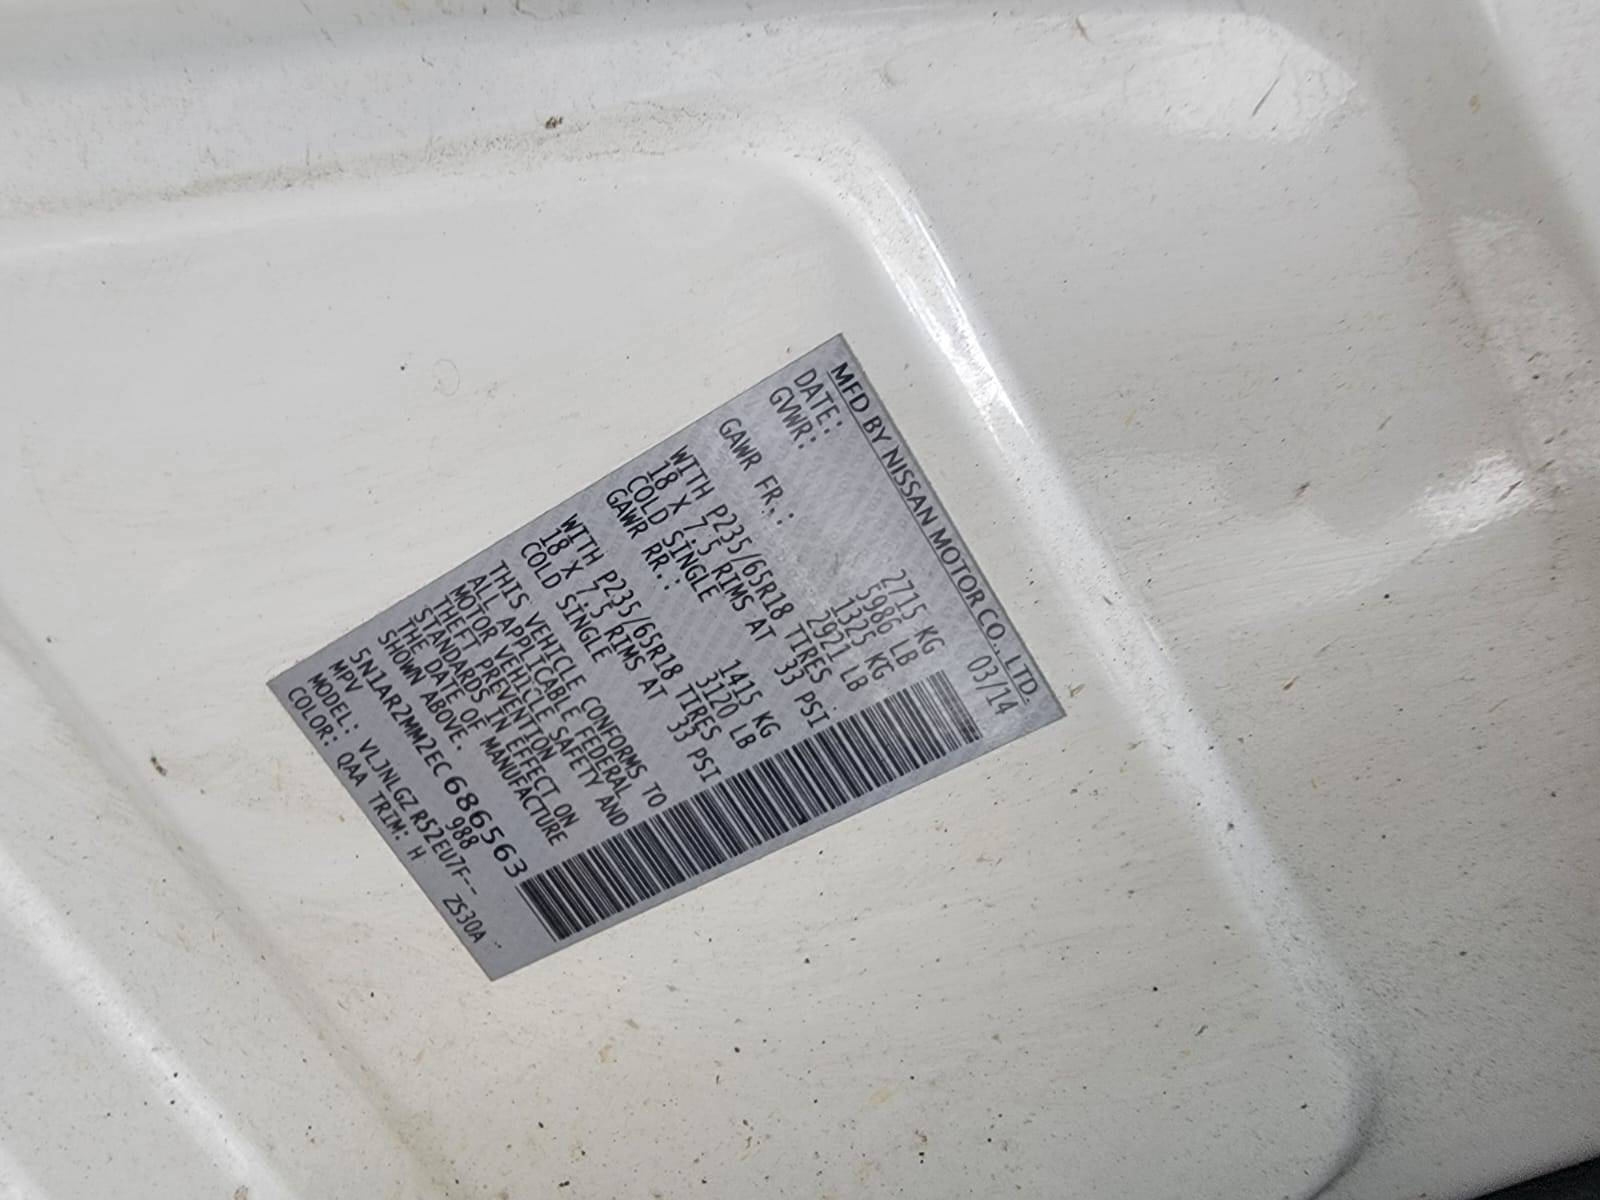 MFD BY NISSAN MOTOR CO., LTD.
DATE: 03/14
GVWR: 2715 KG
5986 LB
GAWR FR.: 1325 KG
2921 LB
WITH P235/65R18 TIRES
18 X 7.5 RIMS AT 33 PSI
COLD SINGLE
GAWR RR.: 1415 KG
3120 LB
WITH P235/65R18 TIRES
18 X 7.5 RIMS AT 33 PSI
COLD SINGLE
THIS VEHICLE CONFORMS TO
ALL APPLICABLE FEDERAL
MOTOR VEHICLE SAFETY AND
THEFT PREVENTION
STANDARDS IN EFFECT ON
THE DATE OF MANUFACTURE
SHOWN ABOVE.
5N1AR2MM2EC686563
MPV 988
MODEL: VLJNLGZ R52EU7F--
COLOR: QAA TRIM: H ZS30A